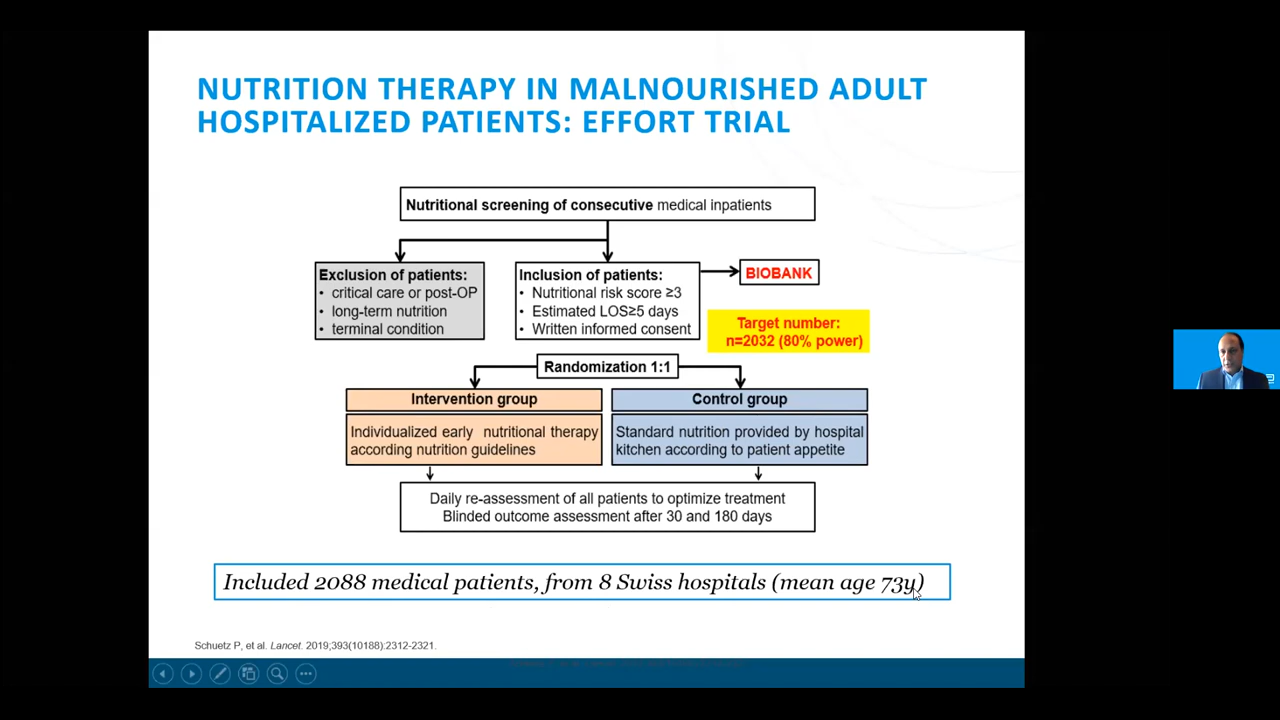 NUTRITION THERAPY IN MALNOURISHED ADULT
HOSPITALIZED PATIENTS: EFFORT TRIAL
Nutritional screening of consecutive medical inpatients
Exclusion of patients:
• critical care or post-OP
• long-term nutrition
• terminal condition
Inclusion of patients:
• Nutritional risk score ≥3
• Estimated LOS≥5 days
• Written informed consent
BIOBANK
Target number:
n=2032 (80% power)
Randomization 1:1
Intervention group
Individualized early nutritional therapy
according nutrition guidelines
Control group
Standard nutrition provided by hospital
kitchen according to patient appetite
Daily re-assessment of all patients to optimize treatment
Blinded outcome assessment after 30 and 180 days
Included 2088 medical patients, from 8 Swiss hospitals (mean age 73y)
Schuetz P, et al. Lancet. 2019;393(10188):2312-2321.